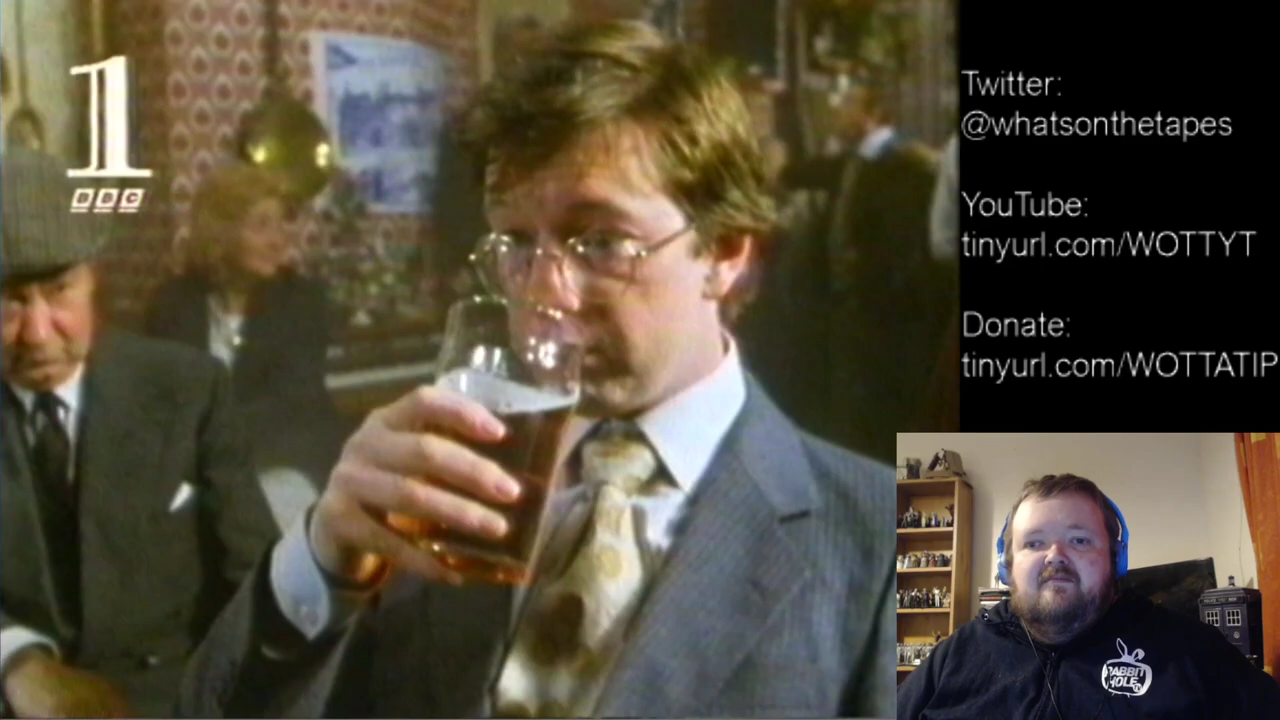 1
BBC
Twitter:
@whatsonthetapes
YouTube:
tinyurl.com/WOTTYT
Donate:
tinyurl.com/WOTTATIP
RABBIT
HOLE